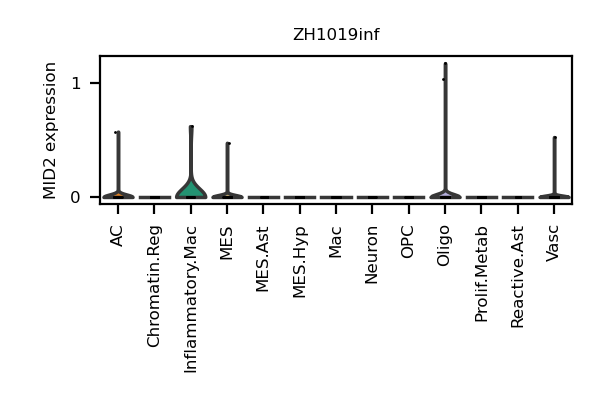 ZH1019inf
MID2 expression
1
0
AC
Chromatin.Reg
Inflammatory.Mac
MES
MES.Ast
MES.Hyp
Mac
Neuron
OPC
Oligo
Prolif.Metab
Reactive.Ast
Vasc